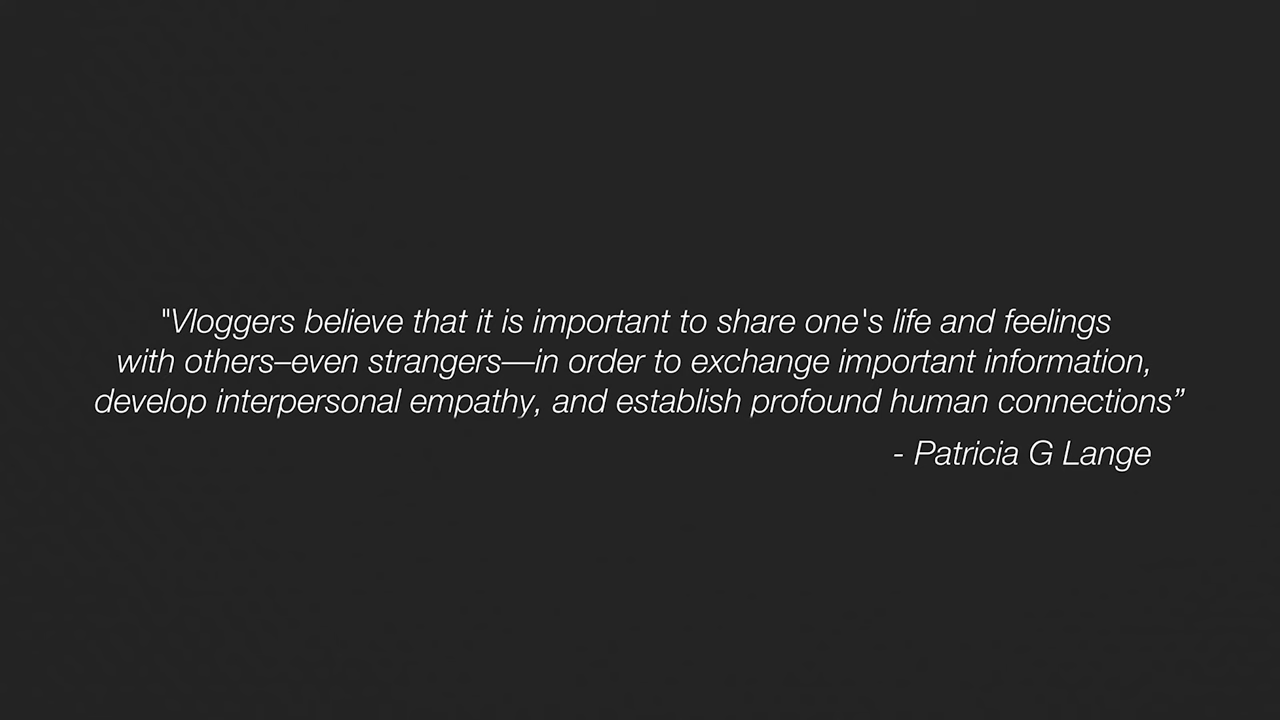 "Vloggers believe that it is important to share one's life and feelings
with others–even strangers—in order to exchange important information,
develop interpersonal empathy, and establish profound human connections”
- Patricia G Lange